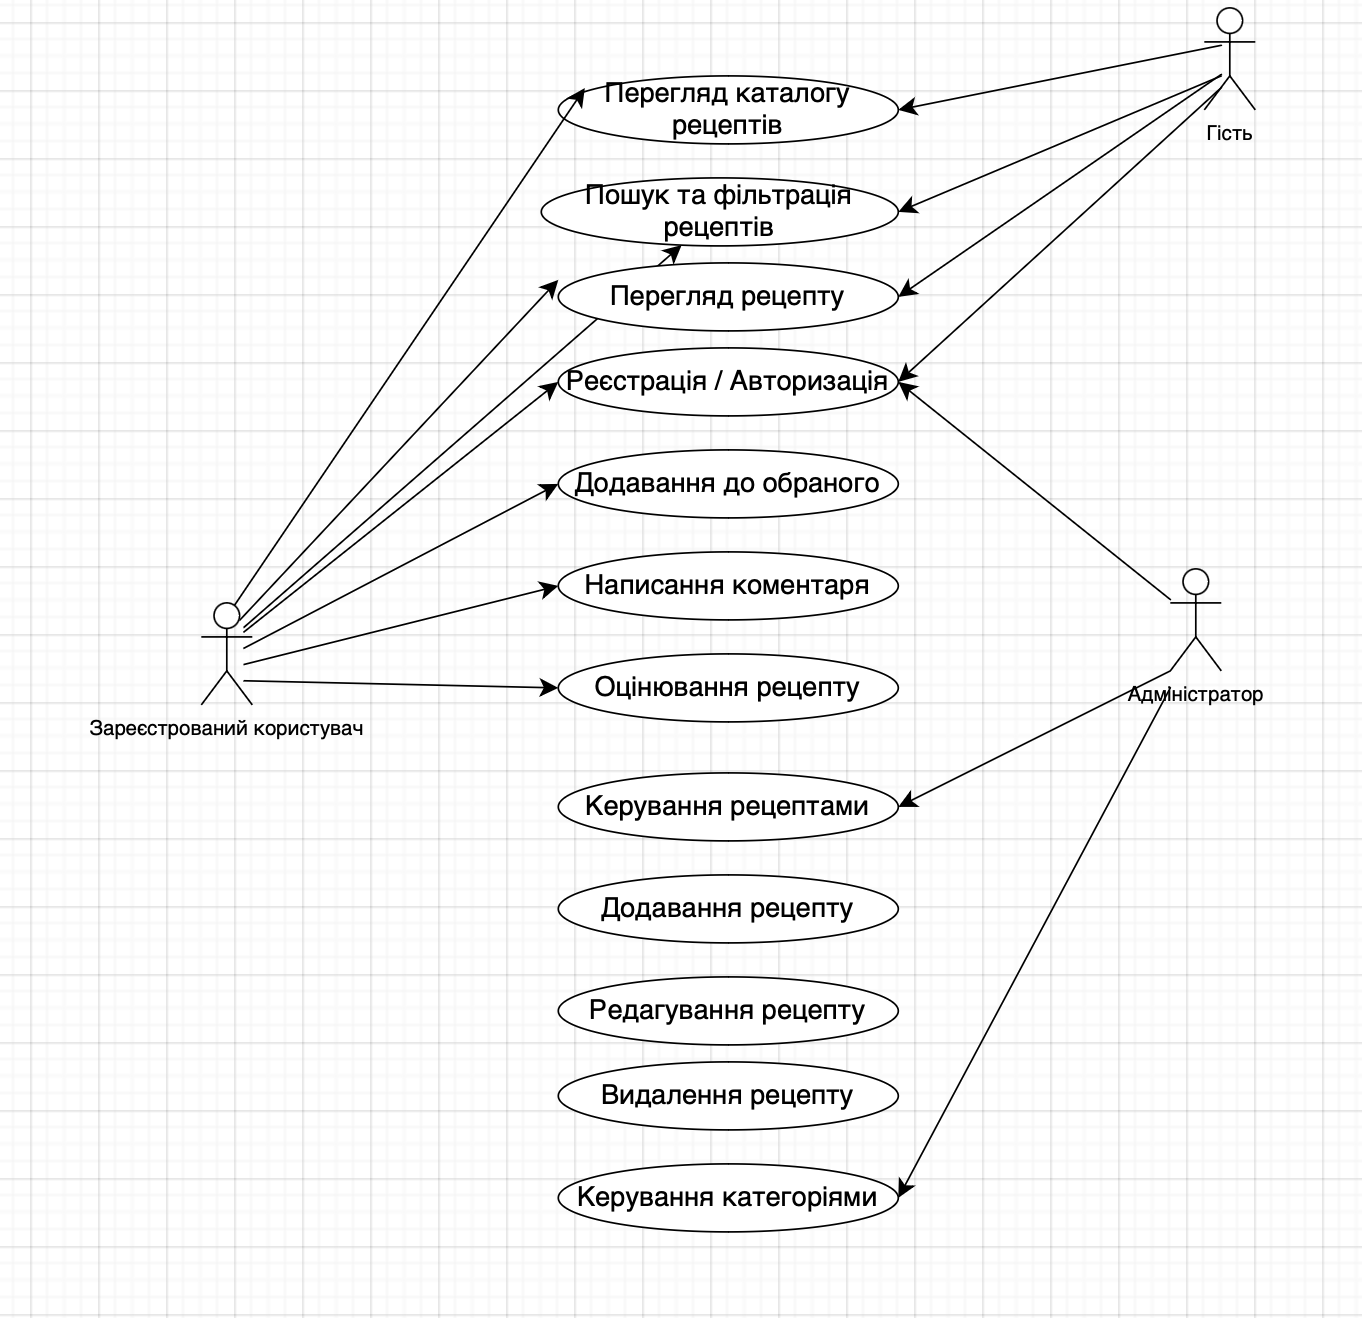 Перегляд каталогу
рецептів
Гість
Пошук та фільтрація
рецептів
Перегляд рецепту
Реєстрація / Авторизація
Додавання до обраного
Написання коментаря
Оцінювання рецепту
Адміністратор
Зареєстрований користувач
Керування рецептами
Додавання рецепту
Редагування рецепту
Видалення рецепту
Керування категоріями